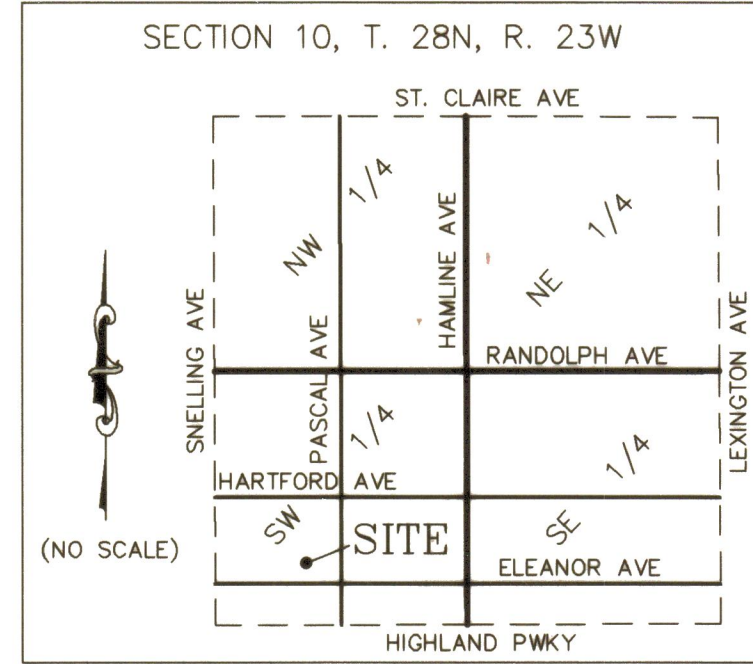 SECTION 10, T. 28N, R. 23W
ST. CLAIRE AVE
NW 1/4
NE 1/4
SNELLING AVE
PASCAL AVE
HAMLINE AVE
LEXINGTON AVE
RANDOLPH AVE
SW 1/4
SE 1/4
HARTFORD AVE
(NO SCALE)
SITE
ELEANOR AVE
HIGHLAND PWKY